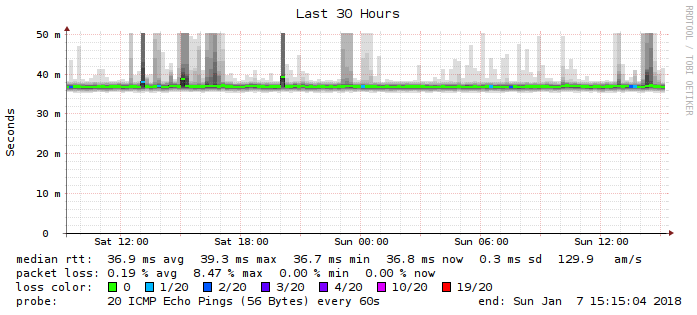 Last 30 Hours
RRDTOOL / TOBI OETIKER
Seconds
50 m
40 m
30 m
20 m
10 m
0
Sat 12:00 Sat 18:00 Sun 00:00 Sun 06:00 Sun 12:00
median rtt: 36.9 ms avg 39.3 ms max 36.7 ms min 36.8 ms now 0.3 ms sd 129.9 am/s
packet loss: 0.19 % avg 8.47 % max 0.00 % min 0.00 % now
loss color: 0 1/20 2/20 3/20 4/20 10/20 19/20
probe: 20 ICMP Echo Pings (56 Bytes) every 60s end: Sun Jan 7 15:15:04 2018